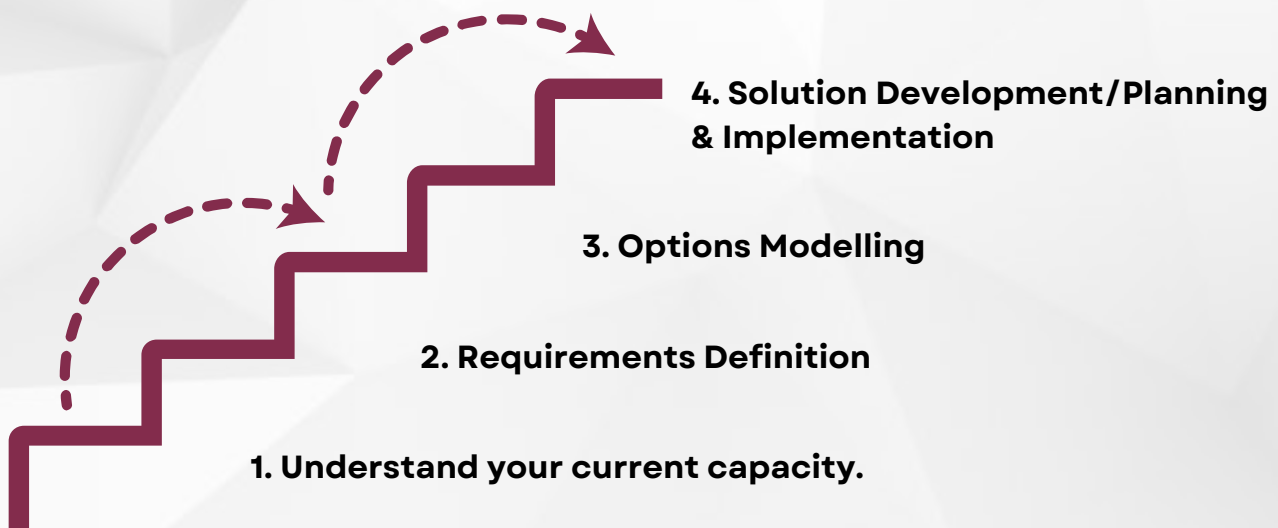 4. Solution Development/Planning
& Implementation
3. Options Modelling
2. Requirements Definition
1. Understand your current capacity.